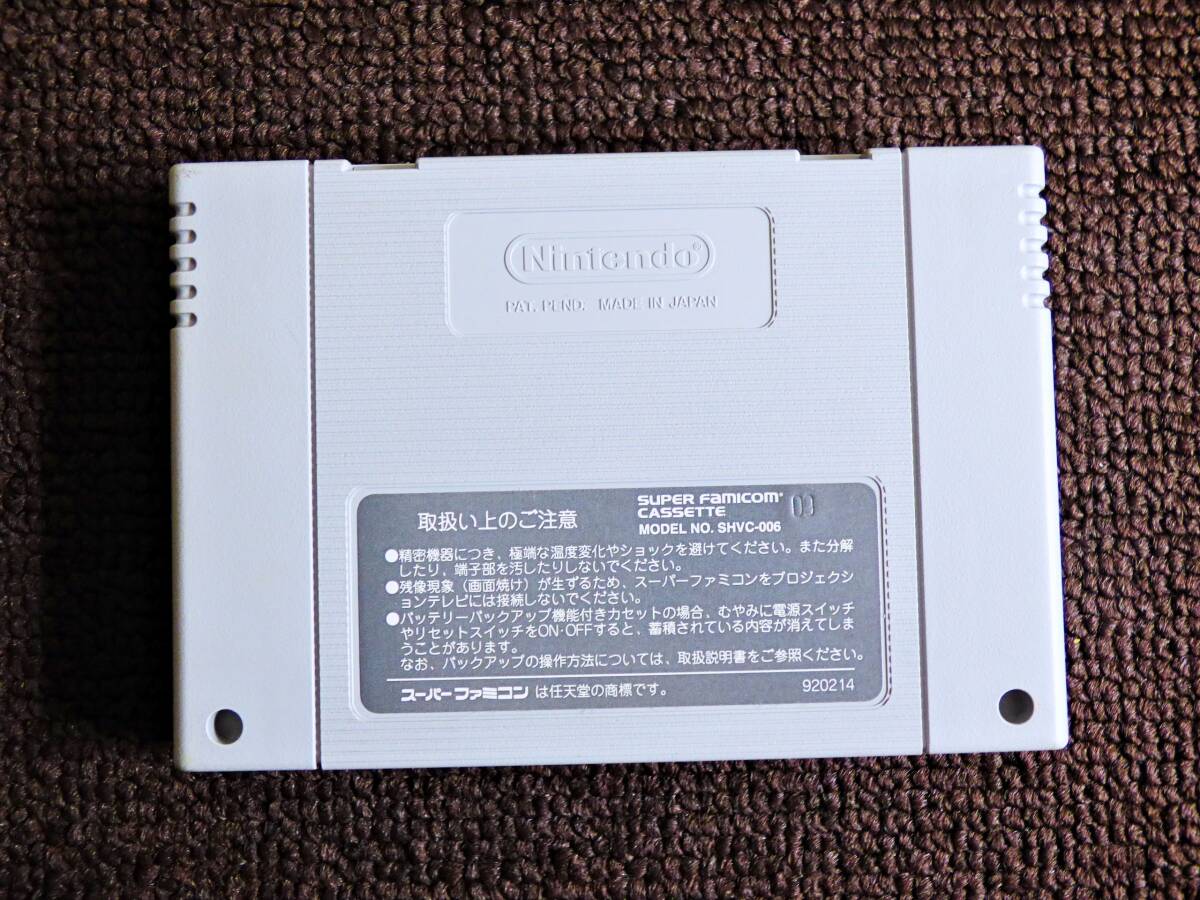 Nintendo®
PAT. PEND. MADE IN JAPAN
取扱い上のご注意
SUPER FAMICOM®
CASSETTE
MODEL NO. SHVC-006
●精密機器につき、極端な温度変化やショックを避けてください。また分解
したり、端子部を汚したりしないでください。
●残像現象（画面焼け）が生ずるため、スーパーファミコンをプロジェクシ
ョンテレビには接続しないでください。
●バッテリーバックアップ機能付きカセットの場合、むやみに電源スイッチ
やリセットスイッチをON・OFFすると、蓄積されている内容が消えてしま
うことがあります。
なお、バックアップの操作方法については、取扱説明書をご参照ください。
スーパーファミコン は任天堂の商標です。
920214